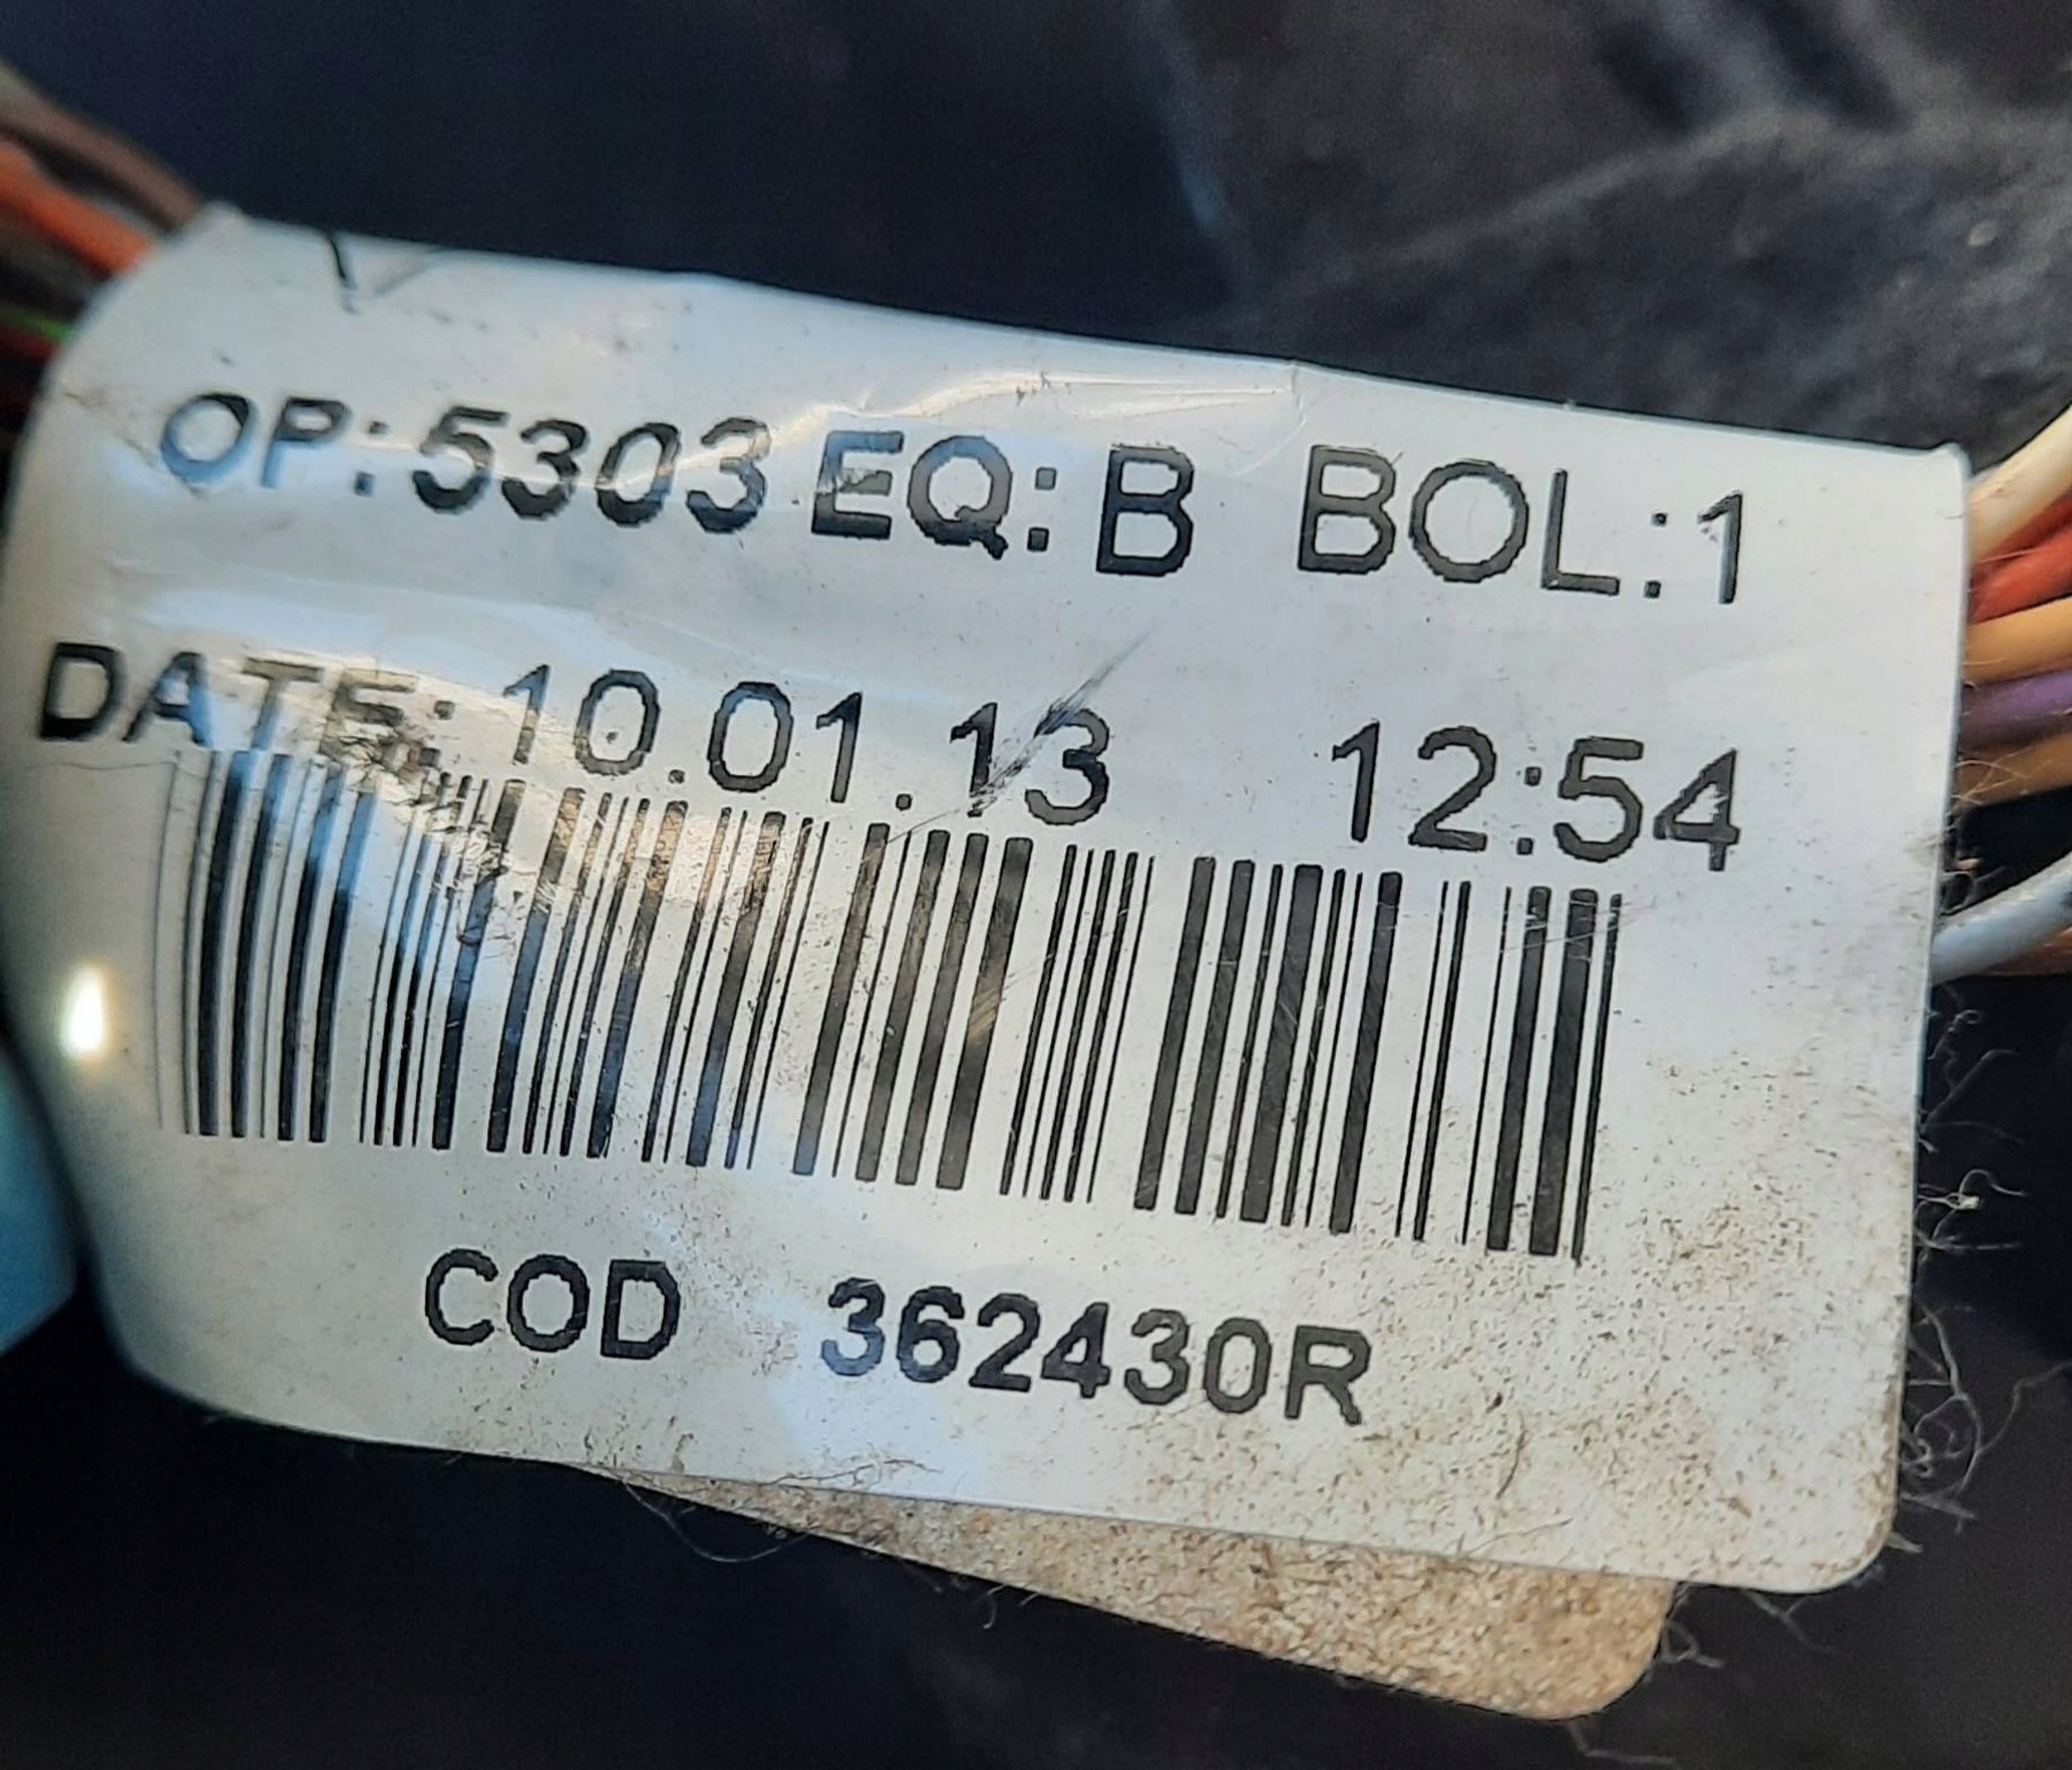 OP:5303 EQ:B BOL:1
DATE:10.01.13 12:54
COD 362430R